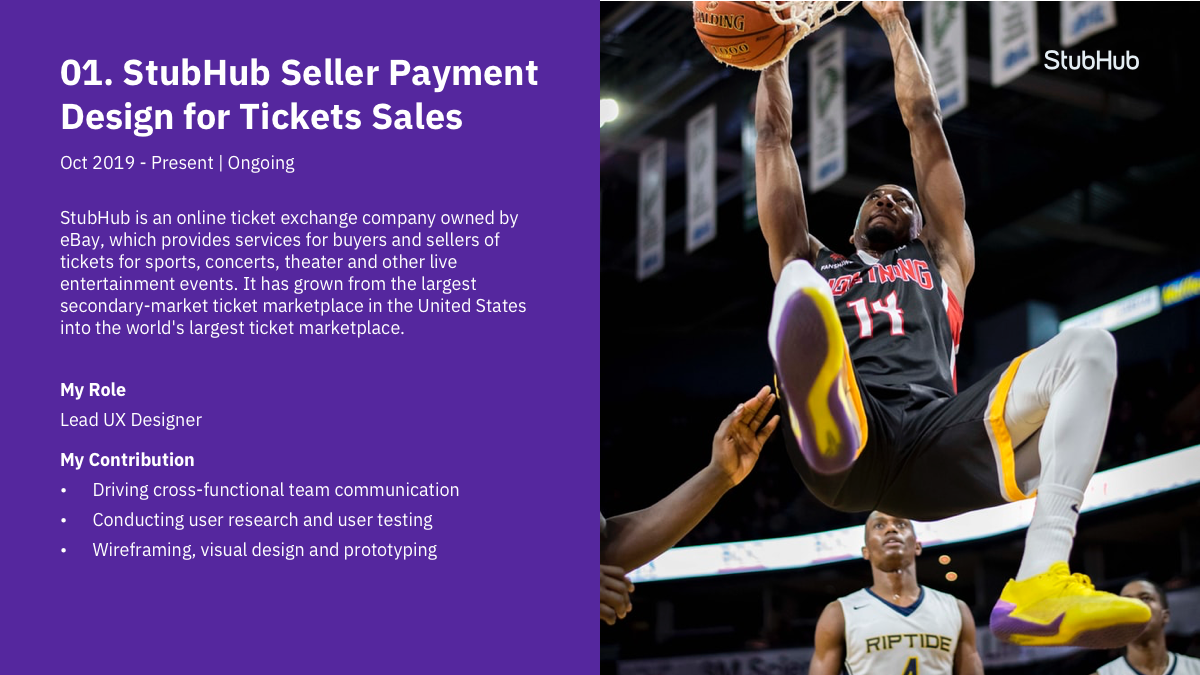 01. StubHub Seller Payment
Design for Tickets Sales
Oct 2019 - Present | Ongoing
StubHub is an online ticket exchange company owned by
eBay, which provides services for buyers and sellers of
tickets for sports, concerts, theater and other live
entertainment events. It has grown from the largest
secondary-market ticket marketplace in the United States
into the world's largest ticket marketplace.
My Role
Lead UX Designer
My Contribution
• Driving cross-functional team communication
• Conducting user research and user testing
• Wireframing, visual design and prototyping
StubHub
SPALDING
LIGHTNING
14
RIPTIDE
4